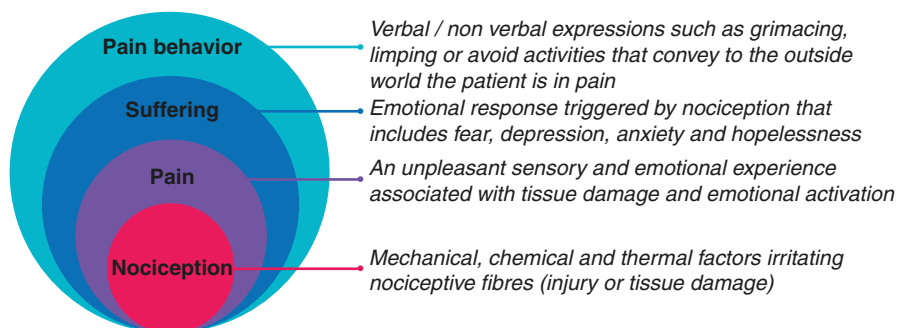 Pain behavior
Verbal / non verbal expressions such as grimacing,
limping or avoid activities that convey to the outside
world the patient is in pain
Suffering
Emotional response triggered by nociception that
includes fear, depression, anxiety and hopelessness
Pain
An unpleasant sensory and emotional experience
associated with tissue damage and emotional activation
Nociception
Mechanical, chemical and thermal factors irritating
nociceptive fibres (injury or tissue damage)